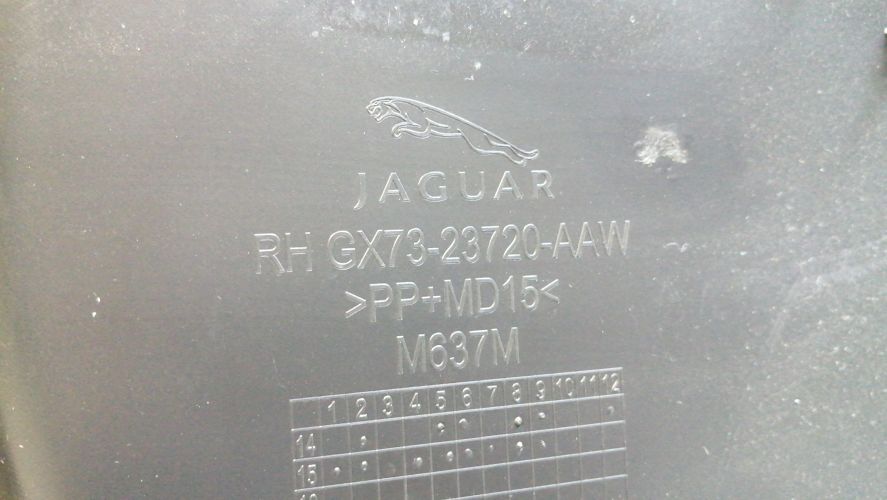 JAGUAR
RH GX73-23720-AAW
>PP+MD15<
M637M
1 2 3 4 5 6 7 8 9 10 11 12
14
15